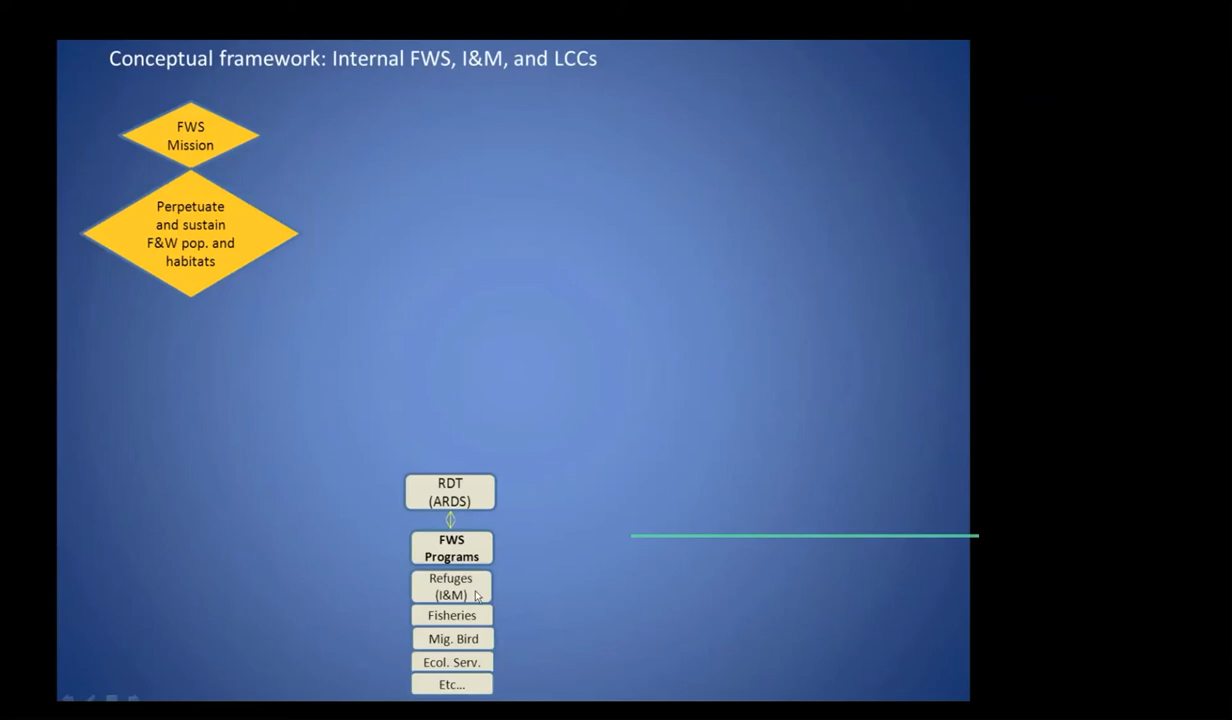 Conceptual framework: Internal FWS, I&M, and LCCs
FWS
Mission
Perpetuate
and sustain
F&W pop. and
habitats
RDT
(ARDS)
FWS
Programs
Refuges
(I&M)
Fisheries
Mig. Bird
Ecol. Serv.
Etc...